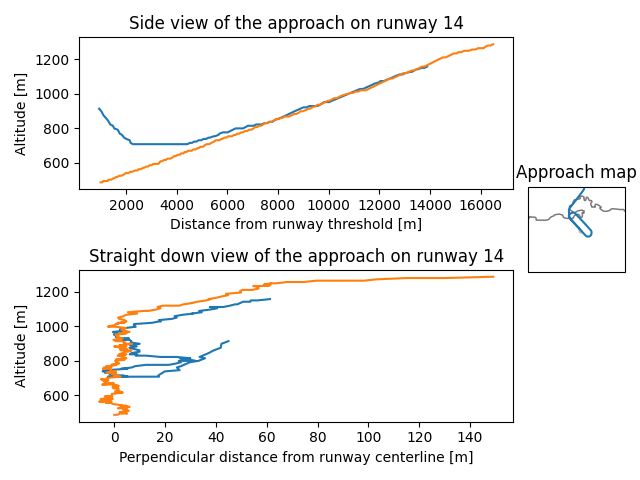 Side view of the approach on runway 14
Altitude [m]
1200
1000
800
600
2000 4000 6000 8000 10000 12000 14000 16000
Distance from runway threshold [m]
Approach map
Straight down view of the approach on runway 14
Altitude [m]
1200
1000
800
600
0 20 40 60 80 100 120 140
Perpendicular distance from runway centerline [m]